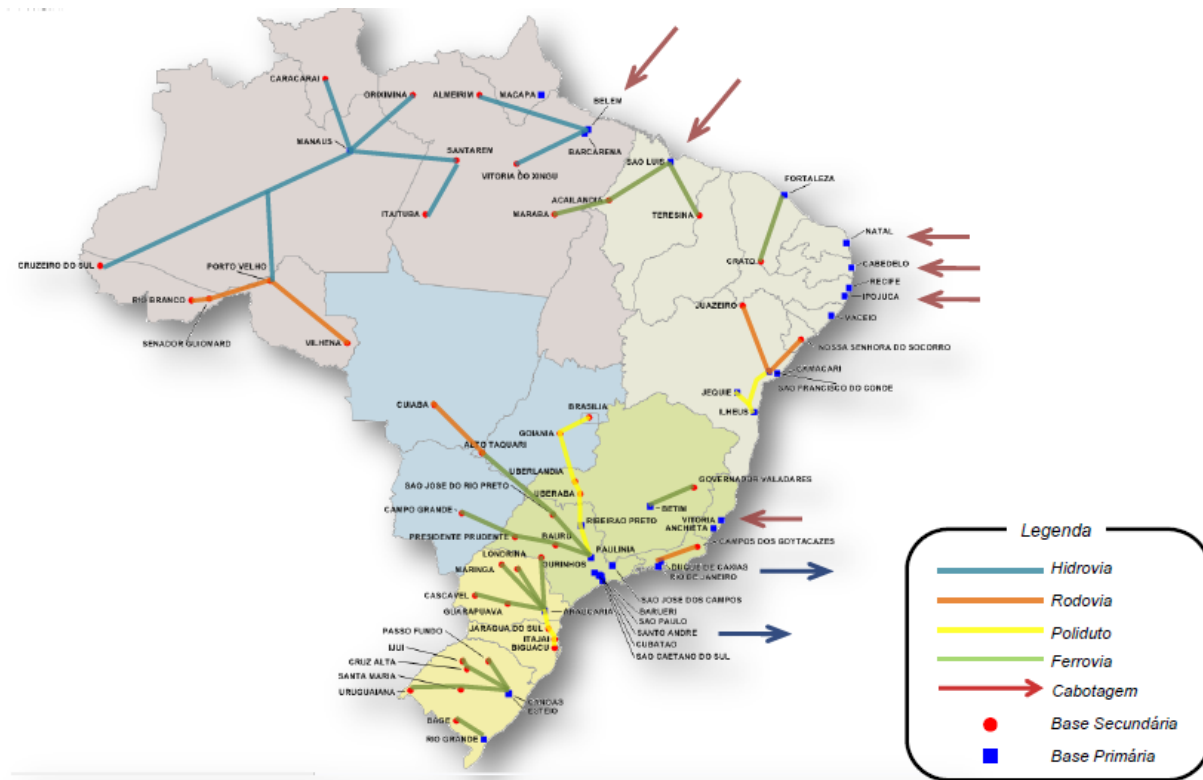 CARACARAI
ORIXIMINA
ALMEIRIM
MACAPA
BELEM
MANAUS
SANTAREM
BARCARENA
VITORIA DO XINGU
SAO LUIS
FORTALEZA
ACAILANDIA
ITAITUBA
MARABA
TERESINA
NATAL
CRUZEIRO DO SUL
PORTO VELHO
CRATO
CABEDELO
RECIFE
IPOJUCA
RIO BRANCO
JUAZEIRO
MACEIO
SENADOR GUIOMARD
VILHENA
NOSSA SENHORA DO SOCORRO
CAMACARI
SAO FRANCISCO DO CONDE
JEQUIE
ILHEUS
CUIABA
BRASILIA
GOIANIA
ALTO TAQUARI
UBERLANDIA
SAO JOSE DO RIO PRETO
UBERABA
GOVERNADOR VALADARES
BETIM
CAMPO GRANDE
RIBEIRAO PRETO
VITORIA
ANCHIETA
PRESIDENTE PRUDENTE
BAURU
CAMPOS DOS GOYTACAZES
LONDRINA
PAULINIA
OURINHOS
DUQUE DE CAXIAS
RIO DE JANEIRO
MARINGA
CASCAVEL
GUARAPUAVA
ARAUCARIA
SAO JOSE DOS CAMPOS
BARUERI
SAO PAULO
SANTO ANDRE
CUBATAO
SAO CAETANO DO SUL
JARAGUA DO SUL
ITAJAI
BIGUACU
PASSO FUNDO
IJUI
CRUZ ALTA
SANTA MARIA
URUGUAIANA
CANOAS
ESTEIO
BAGE
RIO GRANDE
Legenda
Hidrovia
Rodovia
Poliduto
Ferrovia
Cabotagem
Base Secundária
Base Primária